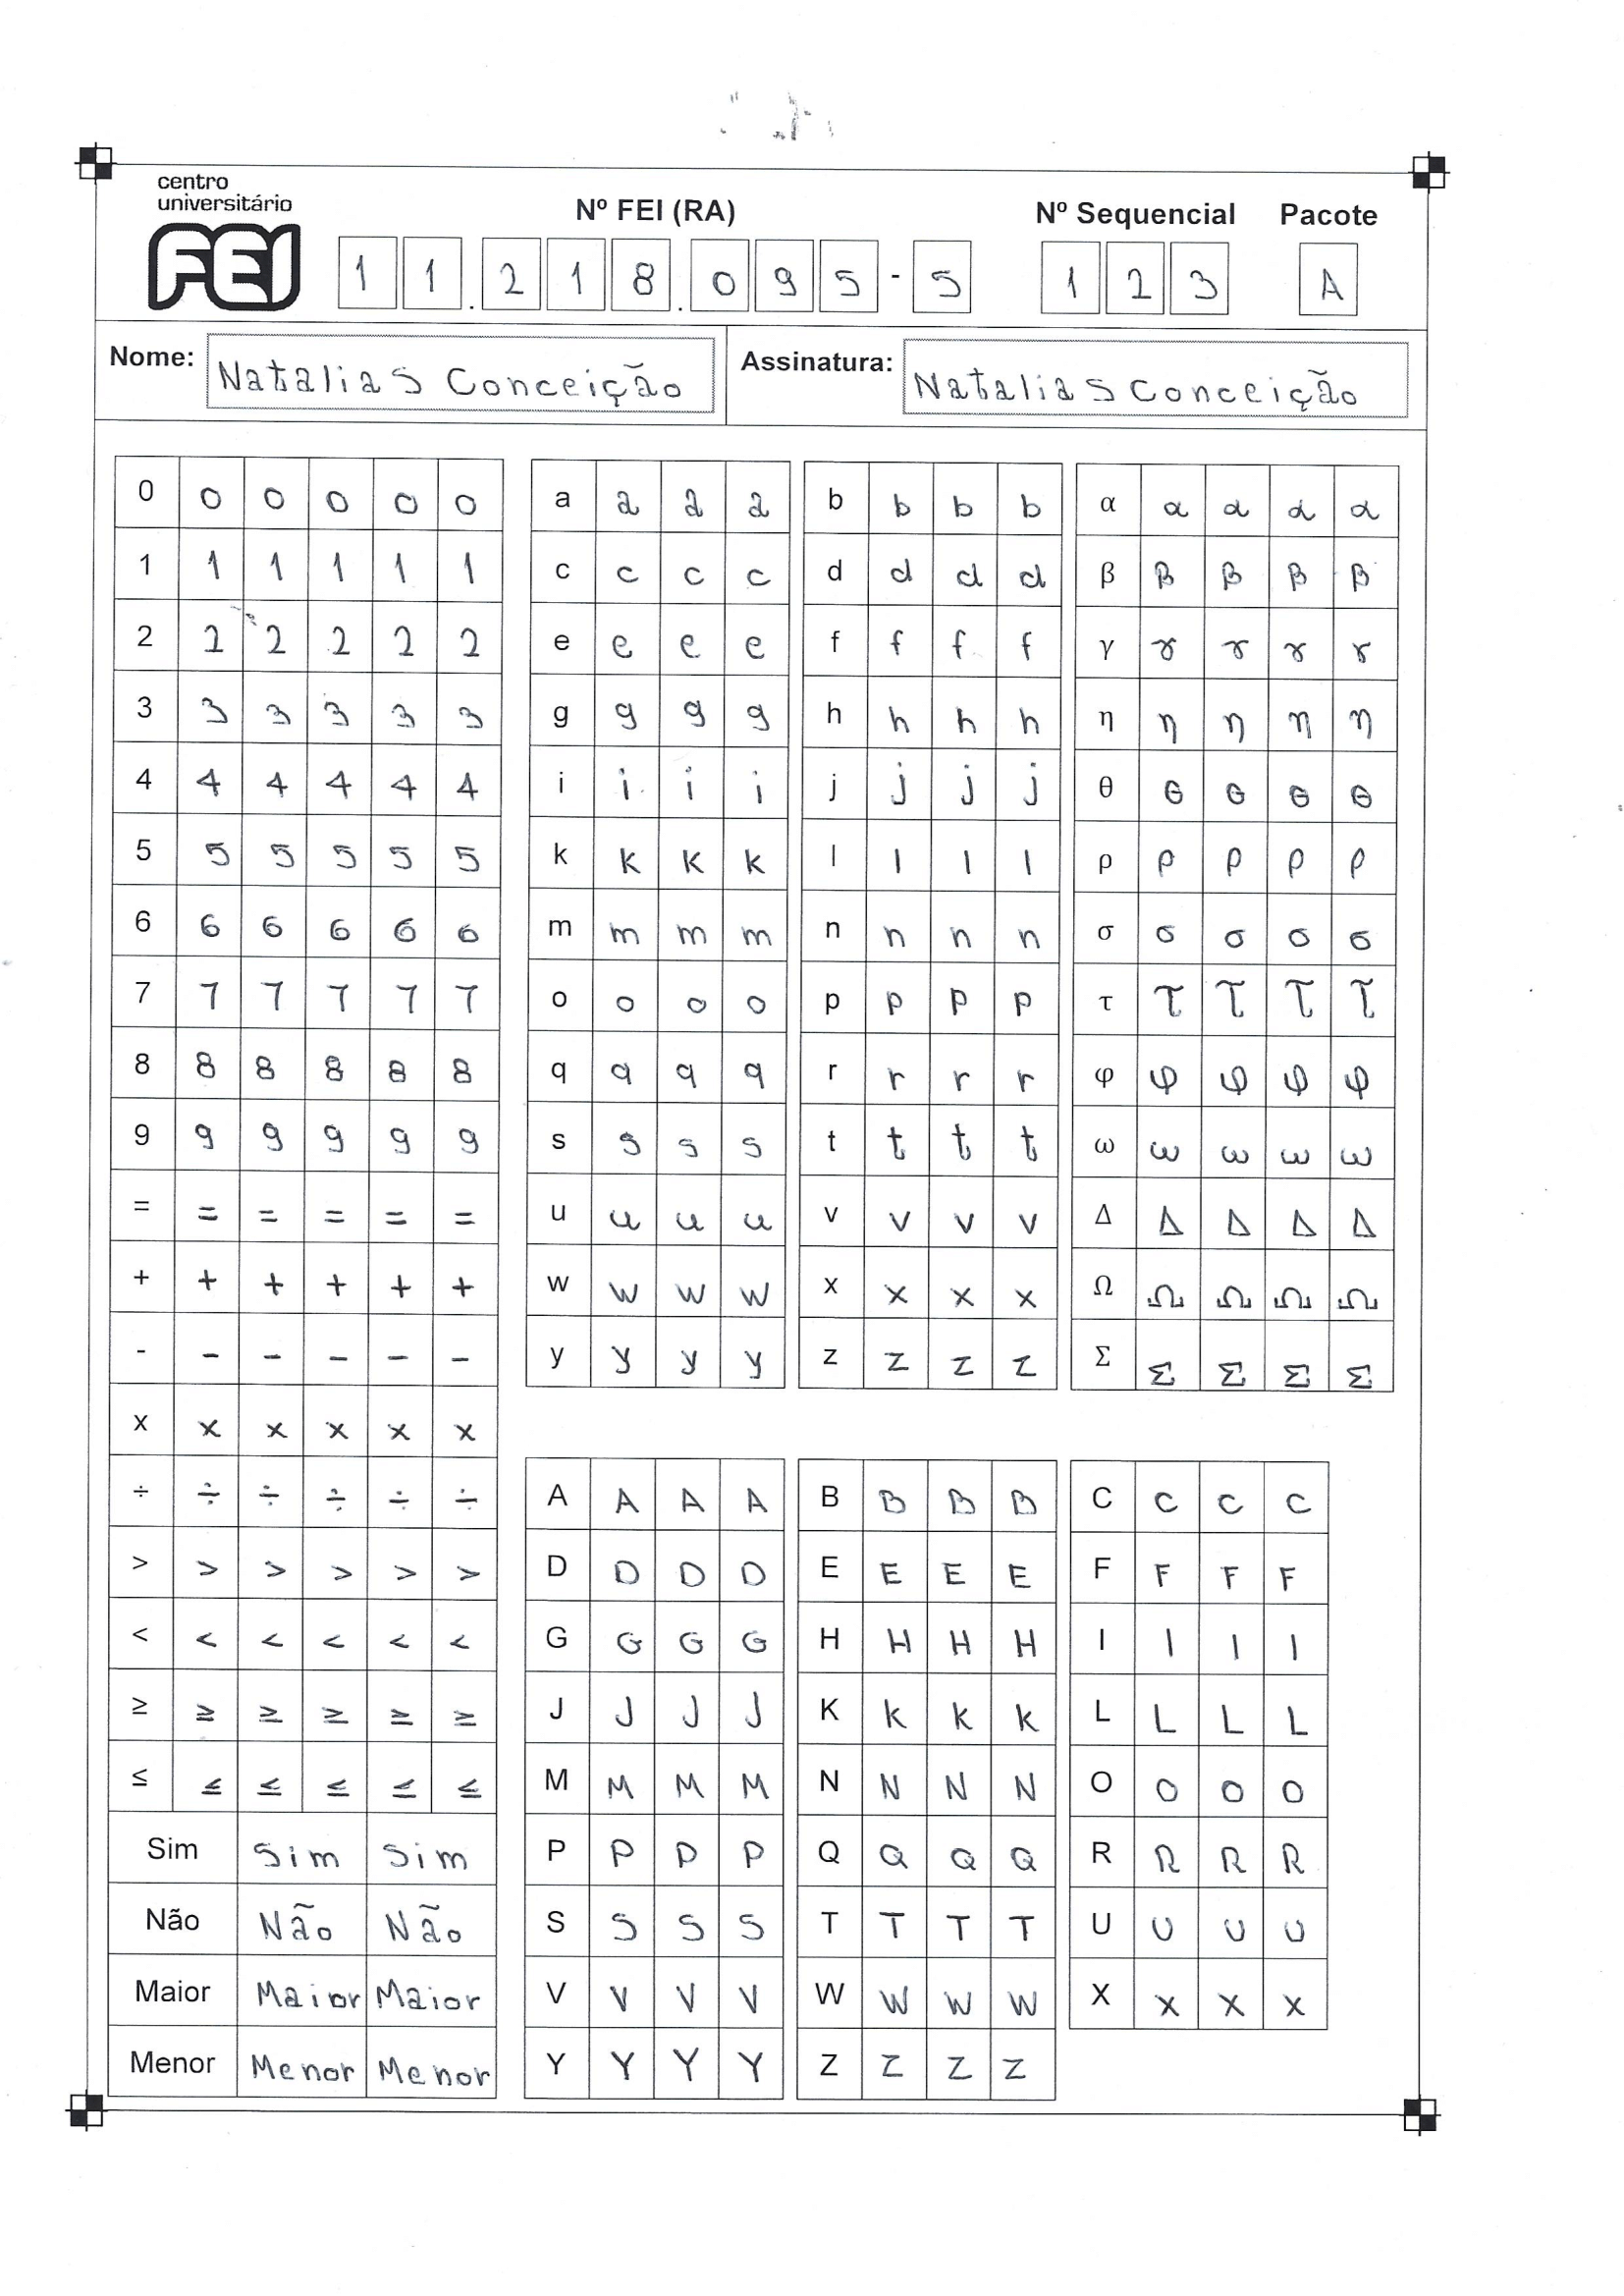 centro
universitário
FEI
Nº FEI (RA) Nº Sequencial Pacote
1 1 . 2 1 8 . 0 9 5 - 5 1 2 3 A
Nome: Natalia S Conceição Assinatura: Natalia S Conceição
0 0 0 0 0 0 a a a a b b b b α α α α α
1 1 1 1 1 1 c c c c d d d d β β β β β
2 2 2 2 2 2 e e e e f f f f γ γ γ γ γ
3 3 3 3 3 3 g g g g h h h h η η η η η
4 4 4 4 4 4 i i i i j j j j θ θ θ θ θ
5 5 5 5 5 5 k k k k l l l l ρ ρ ρ ρ ρ
6 6 6 6 6 6 m m m m n n n n σ σ σ σ σ
7 7 7 7 7 7 o o o o p p p p τ τ τ τ τ
8 8 8 8 8 8 q q q q r r r r φ φ φ φ φ
9 9 9 9 9 9 s s s s t t t t ω ω ω ω ω
= = = = = = u u u u v v v v Δ Δ Δ Δ Δ
+ + + + + + w w w w x x x x Ω Ω Ω Ω Ω
- - - - - - y y y y z z z z Σ Σ Σ Σ Σ
x x x x x x
÷ ÷ ÷ ÷ ÷ ÷ A A A A B B B B C C C C
> > > > > > D D D D E E E E F F F F
< < < < < < G G G G H H H H I I I I
≥ ≥ ≥ ≥ ≥ ≥ J J J J K K K K L L L L
≤ ≤ ≤ ≤ ≤ ≤ M M M M N N N N O O O O
Sim Sim Sim P P P P Q Q Q Q R R R R
Não Não Não S S S S T T T T U U U U
Maior Maior Maior V V V V W W W W X X X X
Menor Menor Menor Y Y Y Y Z Z Z Z